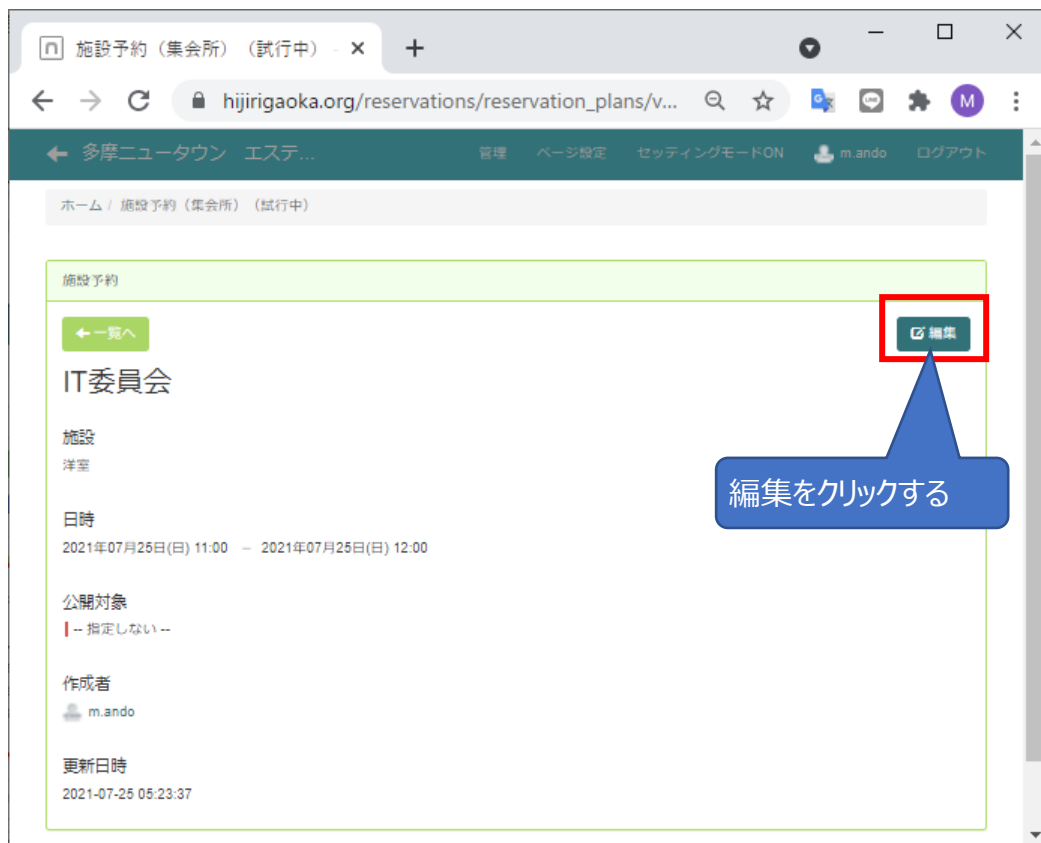 施設予約（集会所）（試行中） -
hijirigaoka.org/reservations/reservation_plans/v...
M
多摩ニュータウン エステ...
管理 ページ設定 セッティングモードON m.ando ログアウト
ホーム / 施設予約（集会所）（試行中）
施設予約
一覧へ
編集
IT委員会
施設
洋室
編集をクリックする
日時
2021年07月25日(日) 11:00 － 2021年07月25日(日) 12:00
公開対象
-- 指定しない --
作成者
m.ando
更新日時
2021-07-25 05:23:37